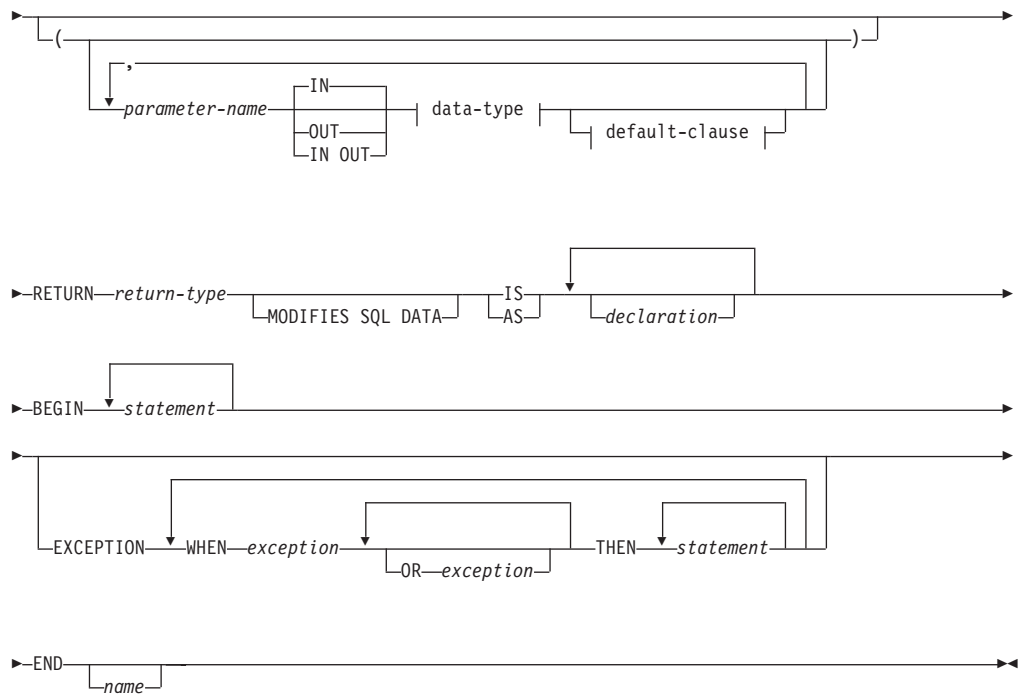 ( )
,
IN
parameter-name data-type
OUT default-clause
IN OUT
RETURN return-type IS
MODIFIES SQL DATA AS declaration
BEGIN statement
EXCEPTION WHEN exception THEN statement
OR exception
END
name